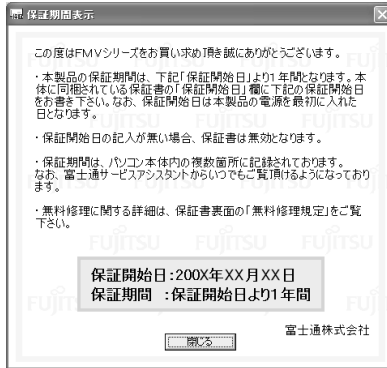 保証期間表示
この度はFMVシリーズをお買い求め頂き誠にありがとうございます。
・本製品の保証期間は、下記「保証開始日」より1年間となります。本
体に同梱されている保証書の「保証開始日」欄に下記の保証開始日
をお書き下さい。なお、保証開始日は本製品の電源を最初に入れた
日となります。
・保証開始日の記入が無い場合、保証書は無効となります。
・保証期間は、パソコン本体内の複数箇所に記録されております。
なお、富士通サービスアシスタントからいつでもご覧頂けるようになっており
ます。
・無料修理に関する詳細は、保証書裏面の「無料修理規定」をご覧
下さい。
FUJITSU FUJITSU FUJITSU
保証開始日:200X年XX月XX日
保証期間 :保証開始日より1年間
富士通株式会社
閉じる